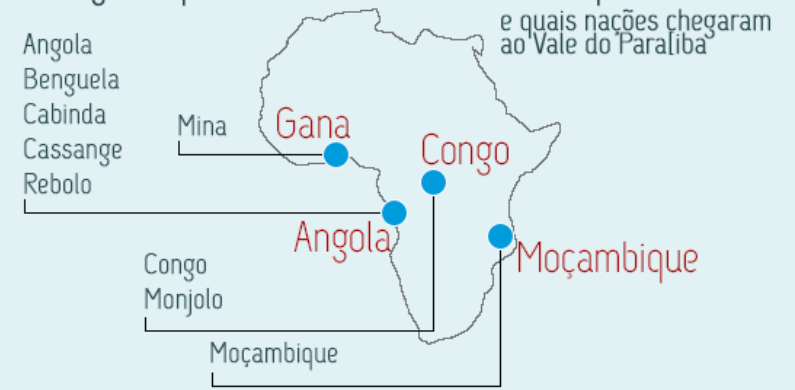 e quais nações chegaram
ao Vale do Paraíba
Angola
Benguela
Cabinda
Cassange
Rebolo
Mina
Gana
Congo
Angola
Moçambique
Congo
Monjolo
Moçambique